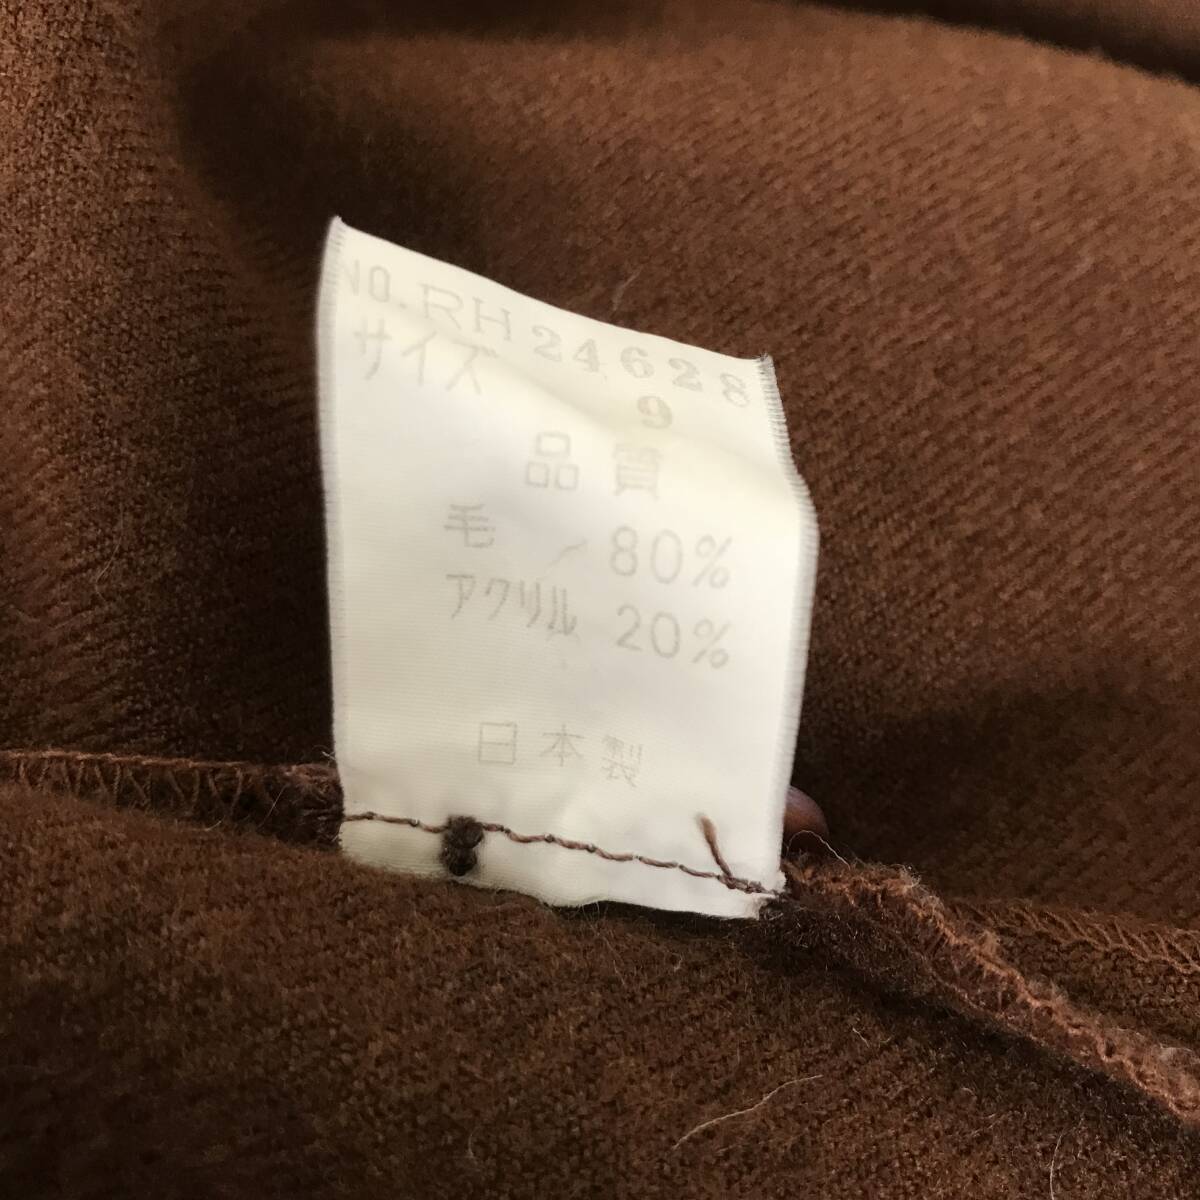 NO.RH24628
サイズ 9
品質
毛 80%
アクリル 20%
日本製